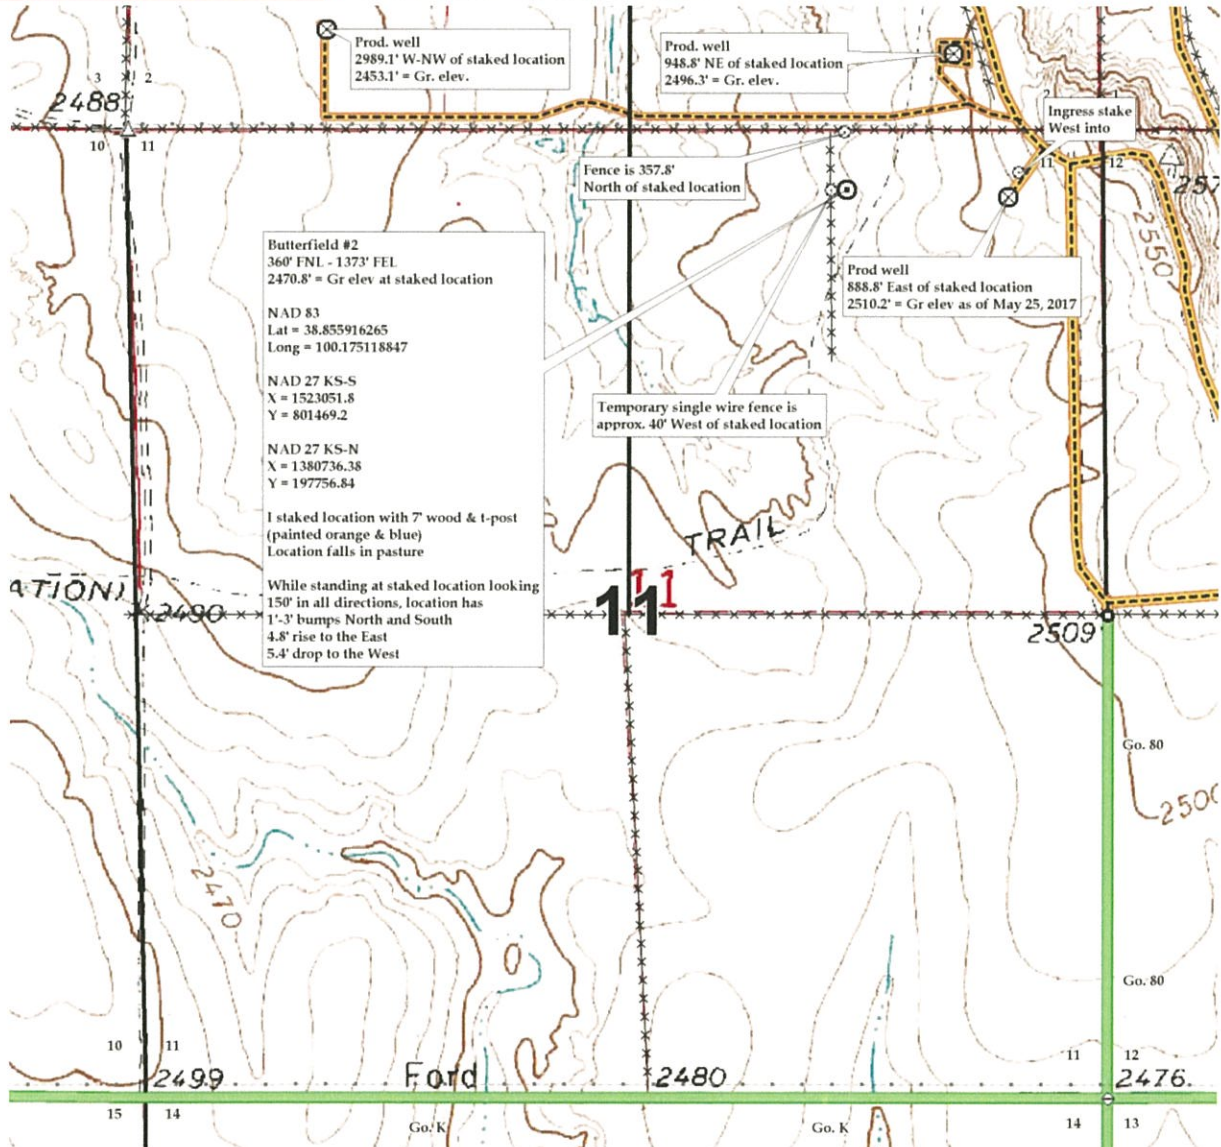 Prod. well
2989.1' W-NW of staked location
2453.1' = Gr. elev.
Prod. well
948.8' NE of staked location
2496.3' = Gr. elev.
3
2
2
2488
Ingress stake
West into
10
11
11
12
Fence is 357.8'
North of staked location
257
2550
Butterfield #2
360' FNL - 1373' FEL
2470.8' = Gr elev at staked location
NAD 83
Lat = 38.855916265
Long = 100.175118847
NAD 27 KS-S
X = 1523051.8
Y = 801469.2
NAD 27 KS-N
X = 1380736.38
Y = 197756.84
I staked location with 7' wood & t-post
(painted orange & blue)
Location falls in pasture
While standing at staked location looking
150' in all directions, location has
1'-3' bumps North and South
4.8' rise to the East
5.4' drop to the West
Prod well
888.8' East of staked location
2510.2' = Gr elev as of May 25, 2017
Temporary single wire fence is
approx. 40' West of staked location
TRAIL
ATION)
2490
11
11
2509
Go. 80
2500
2470
Go. 80
10
11
11
12
2499
Ford
2480
2476
15
14
Go. K
Go. K
14
13